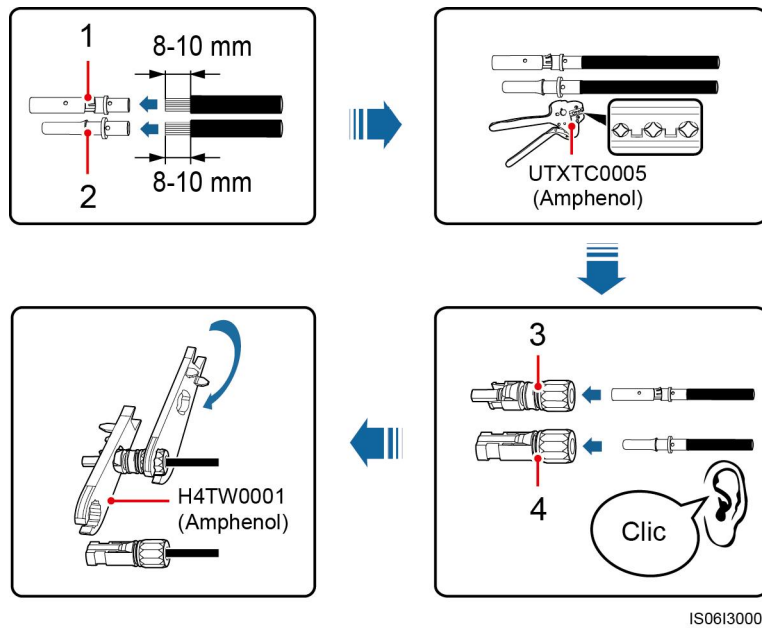 1
8-10 mm
2
8-10 mm
UTXTC0005
(Amphenol)
3
4
Clic
H4TW0001
(Amphenol)
IS06I3000